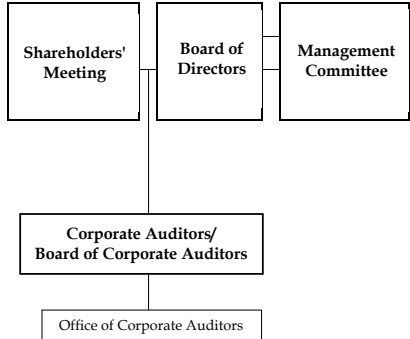 Shareholders'
Meeting
Board of
Directors
Management
Committee
Corporate Auditors/
Board of Corporate Auditors
Office of Corporate Auditors